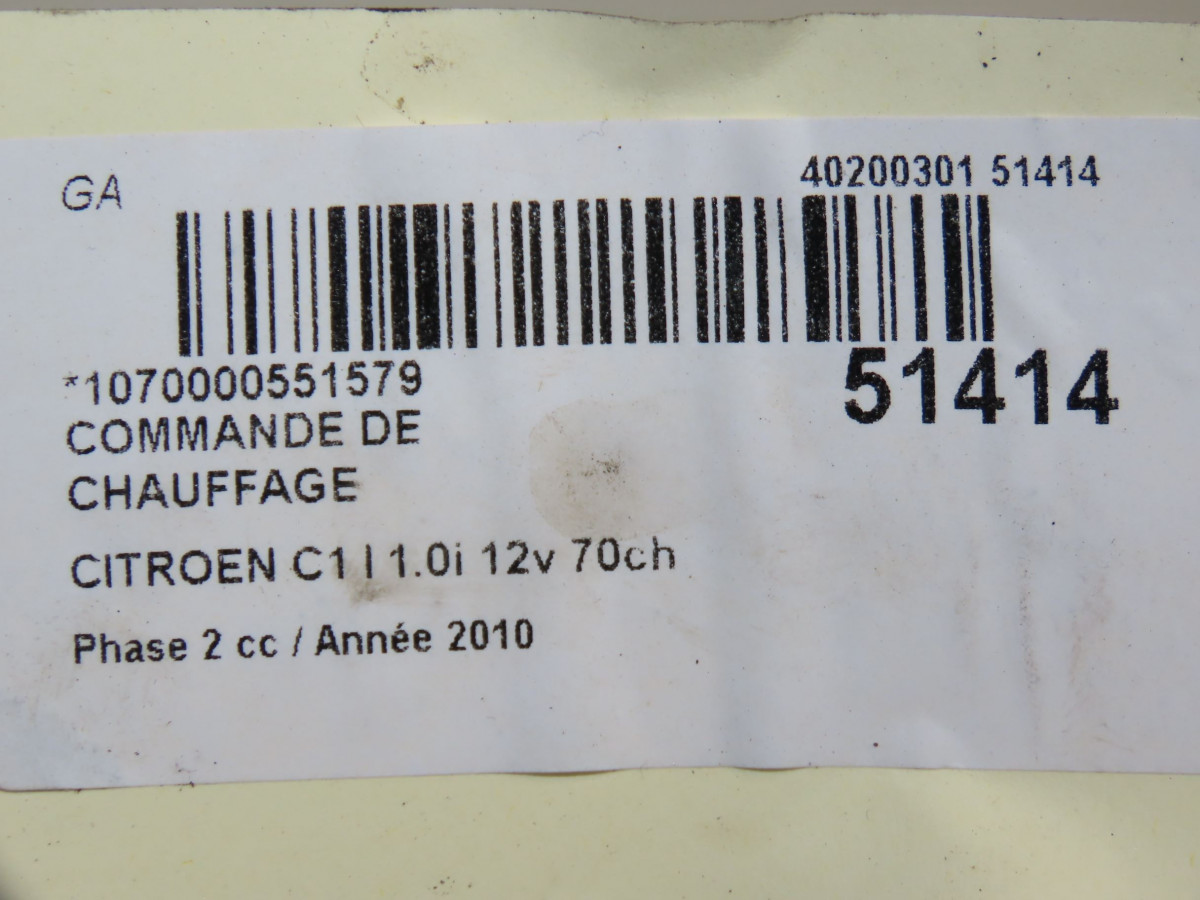 GA
40200301 51414
*1070000551579
51414
COMMANDE DE
CHAUFFAGE
CITROEN C1 I 1.0i 12v 70ch
Phase 2 cc / Année 2010